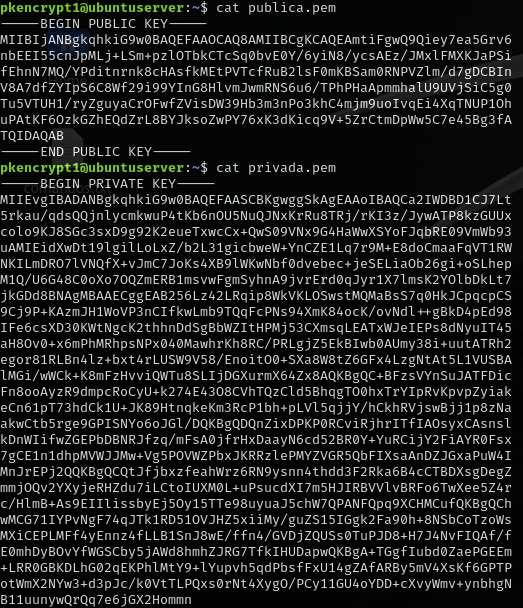 pkencrypt1@ubuntuserver:~$ cat publica.pem
-----BEGIN PUBLIC KEY-----
MIIBIjANBgkqhkiG9w0BAQEFAAOCAQ8AMIIBCgKCAQEAmtiFgwQ9Qiey7ea5Grv6
nbEEI55cnJpMLj+LSm+pzlOTbkCTcSq0bvE0Y/6yiN8/ycsAEz/JMxlFMXKJaPSi
fEhnN7MQ/YPditnrnk8cHAsfkMEtPVTcfRuB2lsF0mKBSam0RNPVZlm/d7gDCBIn
V8A7dfZYIpS6C8Wf29i99YInG8HlvmJwmRNS6u6/TPhPHaApmmhalU9UVjSiC5g0
Tu5VTUH1/ryZguyaCrOFwfZVisDW39Hb3m3nPo3khC4mjm9uoIvqEi4XqTNUP1Oh
uPAtKF6OzkGZhEQdZrL8BYJksoZwPY76xK3dKicq9V+5ZrCtmDpWw5C7e45Bg3fA
TQIDAQAB
-----END PUBLIC KEY-----
pkencrypt1@ubuntuserver:~$ cat privada.pem
-----BEGIN PRIVATE KEY-----
MIIEvgIBADANBgkqhkiG9w0BAQEFAASCBKgwggSkAgEAAoIBAQCa2IWDBD1CJ7Lt
5rkau/qdsQQjnlycmkwuP4tKb6nOU5NuQJNxKrRu8TRj/rKI3z/JywATP8kzGUUx
colo9KJ8SGc3sxD9g92K2eueTxwcCx+QwS09VNx9G4HaWwXSYoFJqbRE09VmWb93
uAMIEidXwDt19lgilLoLxZ/b2L31gicbweW+YnCZE1Lq7r9M+E8doCmaaFqVT1RW
NKILmDRO7lVNQfX+vJmC7JoKs4XB9lWKwNbf0dvebec+jeSELiaOb26gi+oSLhep
M1Q/U6G48C0oXo7OQZmERB1msvwFgmSyhnA9jvrErd0qJyr1X7lmsK2YOlbDkLt7
jkGDd8BNAgMBAAECggEAB256Lz42LRqip8WkVKLOSwstMQMaBsS7q0HkJCpqcpCS
9Cj9P+KAzmJH1WoVP3nCIfkwLmb9TQqFcPNs94XmK84ocK/ovNdl++gBkD4pEd98
IFe6csXD30KWtNgcK2thhnDdSgBbWZItHPMj53CXmsqLEATxWJeIEPs8dNyuIT45
aH8Ov0+x6mPhMRhpsNPx040MawhrKh8RC/PRLgjZ5EkBIwb0AUmy38i+uutATRh2
egor81RLBn4lz+bxt4rLUSW9V58/EnoitO0+SXa8W8tZ6GFx4LzgNtAt5L1VUSBA
lMGi/wWCk+K8mFzHvviQWTu8SLIjDGXurmX64Zx8AQKBgQC+BFzsVYnSuJATFDic
Fn8ooAyzR9dmpcRoCyU+k274E43O8CVhTQzCld5BhqgTO0hxTrYIpRvKpvpZyiak
eCn61pT73hdCk1U+JK89HtnqkeKm3RcP1bh+pLVl5qjjY/hCkhRVjswBjj1p8zNa
akwCtb5rge9GPISNYo6oJGl/DQKBgQDQnZixDPKP0RCviRjhrITfIAOsyxCAsnsl
kDnWIifwZGEPbDBNRJfzq/mFsA0jfrHxDaayN6cd52BR0Y+YuRCijY2FiAYR0Fsx
7gCE1n1dhpMVWJJMw+Vg5POVWZPbxJKRRzlePMYZVGR5QbFIXsaAnDZJGxaPuW4I
MnJrEPj2QQKBgQCQtJfjbxzfeahWrz6RN9ysnn4thdd3F2Rka6B4cCTBDXsgDegZ
mmjOQv2YXyjeRHZdu7iLCtoIUXM0L+uPsucdXI7m5HJIRBVVlvBRFo6TwXee5Z4r
c/HlmB+As9EIIlissbyEj5Oy15TTe98uyuaJ5chW7QPANFQpq9XCHMCufQKBgQCh
wMCG71IYPvNgF74qJTk1RD51OVJHZ5xiiMy/guZS15IGgk2Fa90h+8NSbCoTzoWs
MXiCEPLMFf4yEnnz4fLLB1SnJ8wE/ffn4/GVDjZQUSs0TuPJD8+H7J4NvFIQAf/f
E0mhDyBOvYfWGSCby5jAWd8hmhZJRG7TfkIHUDapwQKBgA+TGgfIubd0ZaePGEEm
+LRR0GBKDLhG02qEKPhlMtY9+lYupvh5qdPbsfFxU14gZAfARBy5mV4XsKf6GPTP
otWmX2NYw3+d3pJc/k0VtTLPQxs0rNt4XygO/PCy11GU4oYDD+cXvyWmv+ynbhgN
B11uunywQrQq7e6jGX2Hommn